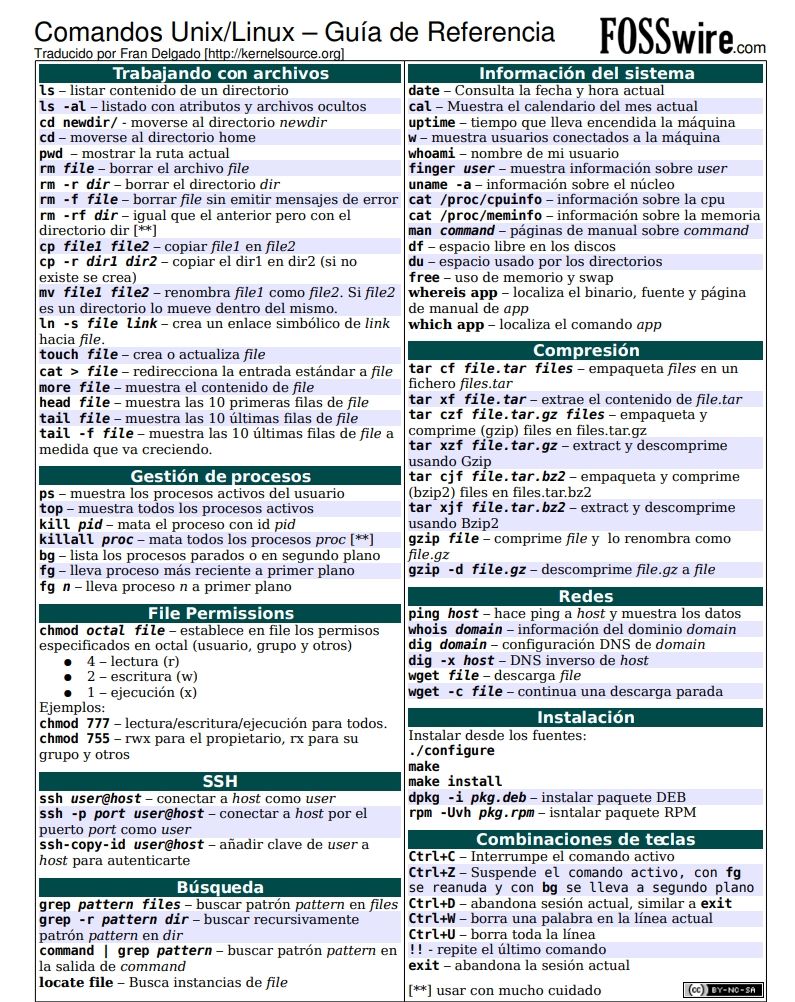 Comandos Unix/Linux – Guía de Referencia
Traducido por Fran Delgado [http://kernelsource.org]
FOSSwire.com
Trabajando con archivos
ls – listar contenido de un directorio
ls -al – listado con atributos y archivos ocultos
cd newdir/ - moverse al directorio newdir
cd – moverse al directorio home
pwd – mostrar la ruta actual
rm file – borrar el archivo file
rm -r dir – borrar el directorio dir
rm -f file – borrar file sin emitir mensajes de error
rm -rf dir – igual que el anterior pero con el
directorio dir [**]
cp file1 file2 – copiar file1 en file2
cp -r dir1 dir2 – copiar el dir1 en dir2 (si no
existe se crea)
mv file1 file2 – renombra file1 como file2. Si file2
es un directorio lo mueve dentro del mismo.
ln -s file link – crea un enlace simbólico de link
hacia file.
touch file – crea o actualiza file
cat > file – redirecciona la entrada estándar a file
more file – muestra el contenido de file
head file – muestra las 10 primeras filas de file
tail file – muestra las 10 últimas filas de file
tail -f file – muestra las 10 últimas filas de file a
medida que va creciendo.
Gestión de procesos
ps – muestra los procesos activos del usuario
top – muestra todos los procesos activos
kill pid – mata el proceso con id pid
killall proc – mata todos los procesos proc [**]
bg – lista los procesos parados o en segundo plano
fg – lleva proceso más reciente a primer plano
fg n – lleva proceso n a primer plano
File Permissions
chmod octal file – establece en file los permisos
especificados en octal (usuario, grupo y otros)
● 4 – lectura (r)
● 2 – escritura (w)
● 1 – ejecución (x)
Ejemplos:
chmod 777 – lectura/escritura/ejecución para todos.
chmod 755 – rwx para el propietario, rx para su
grupo y otros
SSH
ssh user@host – conectar a host como user
ssh -p port user@host – conectar a host por el
puerto port como user
ssh-copy-id user@host – añadir clave de user a
host para autenticarte
Búsqueda
grep pattern files – buscar patrón pattern en files
grep -r pattern dir – buscar recursivamente
patrón pattern en dir
command | grep pattern – buscar patrón pattern en
la salida de command
locate file – Busca instancias de file
Información del sistema
date – Consulta la fecha y hora actual
cal – Muestra el calendario del mes actual
uptime – tiempo que lleva encendida la máquina
w – muestra usuarios conectados a la máquina
whoami – nombre de mi usuario
finger user – muestra información sobre user
uname -a – información sobre el núcleo
cat /proc/cpuinfo – información sobre la cpu
cat /proc/meminfo – información sobre la memoria
man command – páginas de manual sobre command
df – espacio libre en los discos
du – espacio usado por los directorios
free – uso de memoria y swap
whereis app – localiza el binario, fuente y página
de manual de app
which app – localiza el comando app
Compresión
tar cf file.tar files – empaqueta files en un
fichero files.tar
tar xf file.tar – extrae el contenido de file.tar
tar czf file.tar.gz files – empaqueta y
comprime (gzip) files en files.tar.gz
tar xzf file.tar.gz – extract y descomprime
usando Gzip
tar cjf file.tar.bz2 – empaqueta y comprime
(bzip2) files en files.tar.bz2
tar xjf file.tar.bz2 – extract y descomprime
usando Bzip2
gzip file – comprime file y lo renombra como
file.gz
gzip -d file.gz – descomprime file.gz a file
Redes
ping host – hace ping a host y muestra los datos
whois domain – información del dominio domain
dig domain – configuración DNS de domain
dig -x host – DNS inverso de host
wget file – descarga file
wget -c file – continua una descarga parada
Instalación
Instalar desde los fuentes:
./configure
make
make install
dpkg -i pkg.deb – instalar paquete DEB
rpm -Uvh pkg.rpm – isntalar paquete RPM
Combinaciones de teclas
Ctrl+C – Interrumpe el comando activo
Ctrl+Z – Suspende el comando activo, con fg
se reanuda y con bg se lleva a segundo plano
Ctrl+D – abandona sesión actual, similar a exit
Ctrl+W – borra una palabra en la línea actual
Ctrl+U – borra toda la línea
!! - repite el último comando
exit – abandona la sesión actual
[**] usar con mucho cuidado
(cc) BY-NC-SA